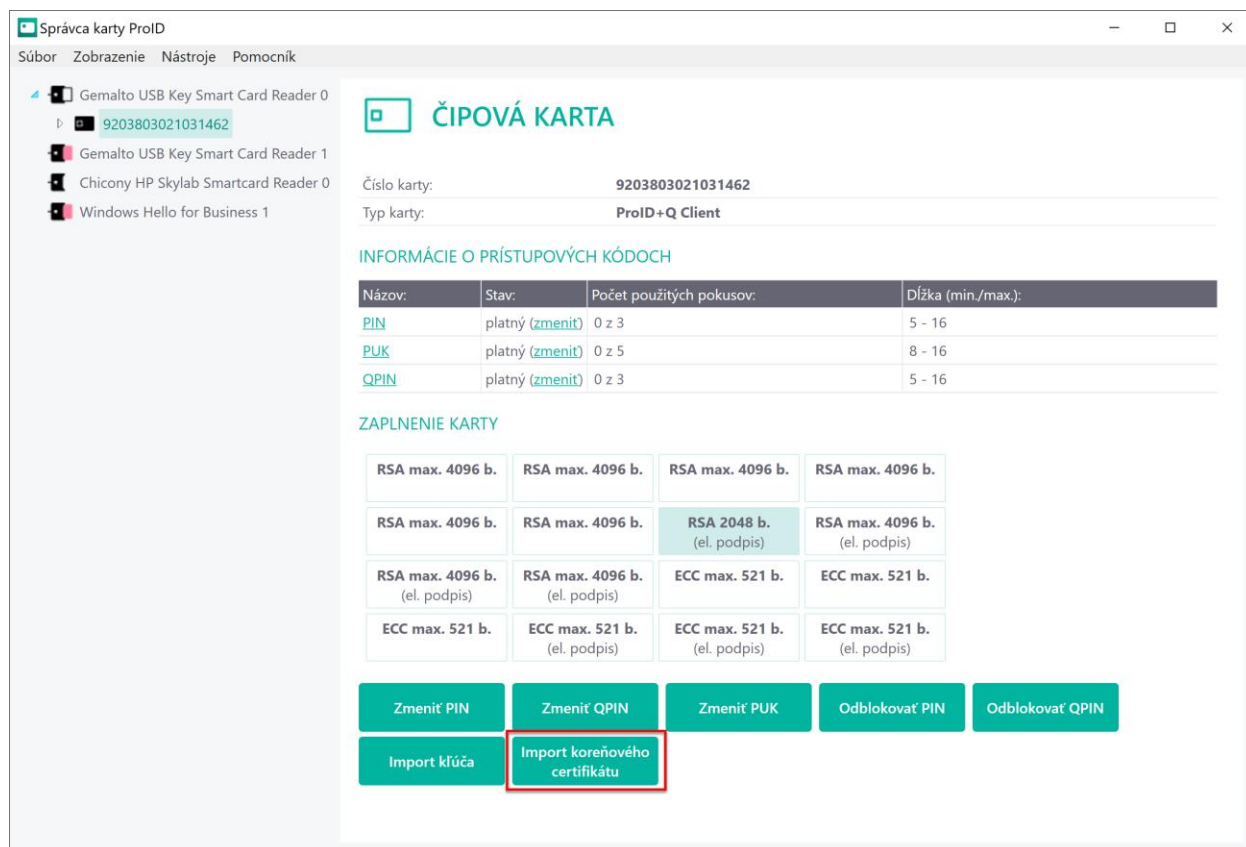 Správca karty ProID
Súbor Zobrazenie Nástroje Pomocník
Gemalto USB Key Smart Card Reader 0
9203803021031462
Gemalto USB Key Smart Card Reader 1
Chicony HP Skylab Smartcard Reader 0
Windows Hello for Business 1
ČIPOVÁ KARTA
Číslo karty: 9203803021031462
Typ karty: ProID+Q Client
INFORMÁCIE O PRÍSTUPOVÝCH KÓDOCH
Názov: Stav: Počet použitých pokusov: Dĺžka (min./max.):
PIN platný (zmeniť) 0 z 3 5 - 16
PUK platný (zmeniť) 0 z 5 8 - 16
QPIN platný (zmeniť) 0 z 3 5 - 16
ZAPLNENIE KARTY
RSA max. 4096 b. RSA max. 4096 b. RSA max. 4096 b. RSA max. 4096 b.
RSA max. 4096 b. RSA max. 4096 b. RSA 2048 b. RSA max. 4096 b.
(el. podpis) (el. podpis)
RSA max. 4096 b. RSA max. 4096 b. ECC max. 521 b. ECC max. 521 b.
(el. podpis) (el. podpis)
ECC max. 521 b. ECC max. 521 b. ECC max. 521 b. ECC max. 521 b.
(el. podpis) (el. podpis) (el. podpis)
Zmeniť PIN Zmeniť QPIN Zmeniť PUK Odblokovať PIN Odblokovať QPIN
Import kľúča Import koreňového
certifikátu